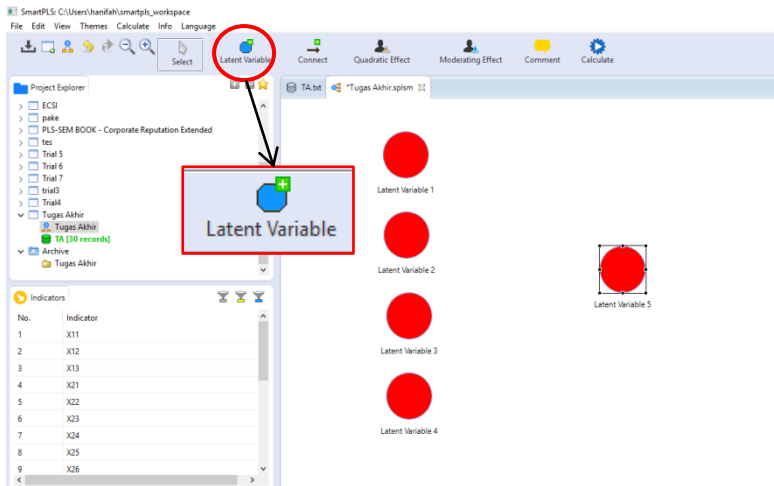 SmartPLS: C:\Users\hanifah\smartpls_workspace
File Edit View Themes Calculate Info Language
Select
Latent Variable
Connect
Quadratic Effect
Moderating Effect
Comment
Calculate
Project Explorer
ECSI
pake
PLS-SEM BOOK - Corporate Reputation Extended
tes
Trial 5
Trial 6
Trial 7
trial3
Trial4
Tugas Akhir
Tugas Akhir
TA [30 records]
Archive
Tugas Akhir
Indicators
No. Indicator
1 X11
2 X12
3 X13
4 X21
5 X22
6 X23
7 X24
8 X25
9 X26
Latent Variable
TA.txt
*Tugas Akhir.splsm
Latent Variable 1
Latent Variable 2
Latent Variable 3
Latent Variable 4
Latent Variable 5